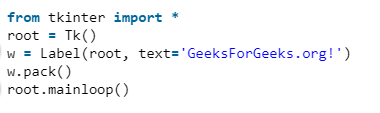 from tkinter import *
root = Tk()
w = Label(root, text='GeeksForGeeks.org!')
w.pack()
root.mainloop()